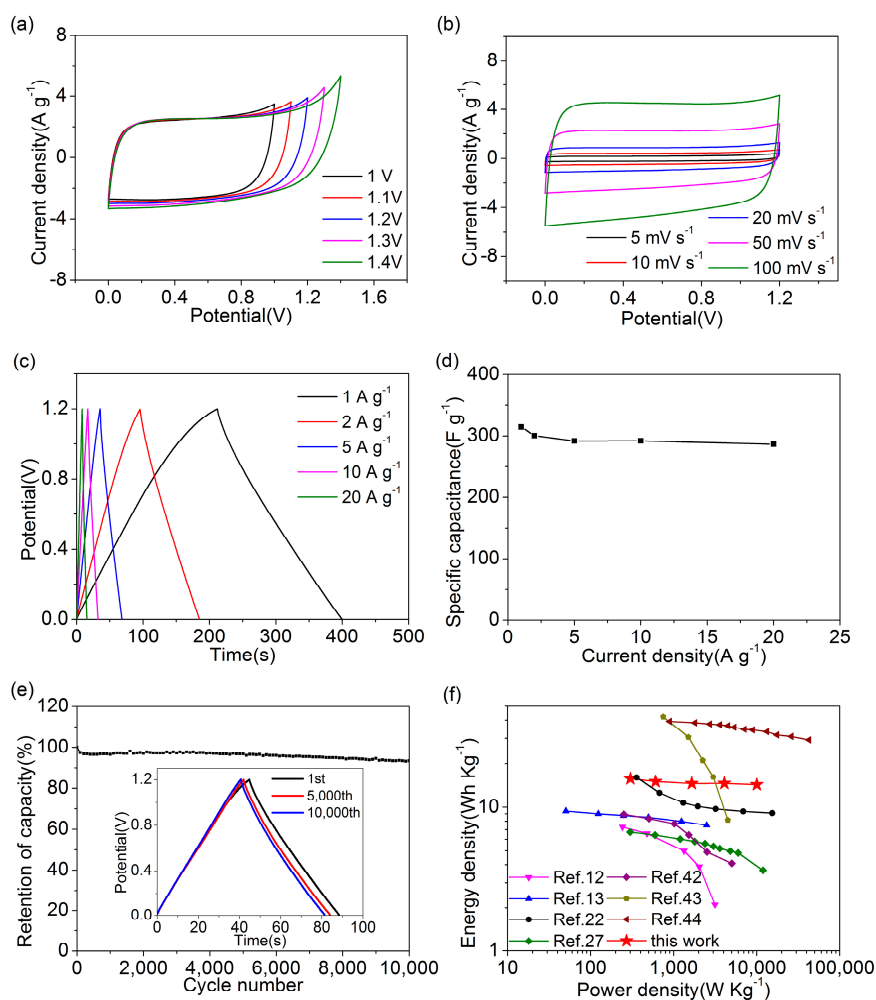 (a)
8
4
0
-4
-8
Current density(A g⁻¹)
1 V
1.1V
1.2V
1.3V
1.4V
0.0 0.4 0.8 1.2 1.6
Potential(V)
(b)
8
4
0
-4
-8
Current density(A g⁻¹)
5 mV s⁻¹
10 mV s⁻¹
20 mV s⁻¹
50 mV s⁻¹
100 mV s⁻¹
0.0 0.4 0.8 1.2
Potential(V)
(c)
1.2
0.8
0.4
0.0
Potential(V)
1 A g⁻¹
2 A g⁻¹
5 A g⁻¹
10 A g⁻¹
20 A g⁻¹
0 100 200 300 400 500
Time(s)
(d)
400
300
200
100
0
Specific capacitance(F g⁻¹)
0 5 10 15 20 25
Current density(A g⁻¹)
(e)
120
100
80
60
40
20
0
Retention of capacity(%)
1.2
0.8
0.4
0.0
Potential(V)
1st
5,000th
10,000th
0 20 40 60 80 100
Time(s)
0 2,000 4,000 6,000 8,000 10,000
Cycle number
(f)
10
1
Energy density(Wh Kg⁻¹)
Ref.12
Ref.13
Ref.22
Ref.27
Ref.42
Ref.43
Ref.44
this work
10 100 1,000 10,000 100,000
Power density(W Kg⁻¹)